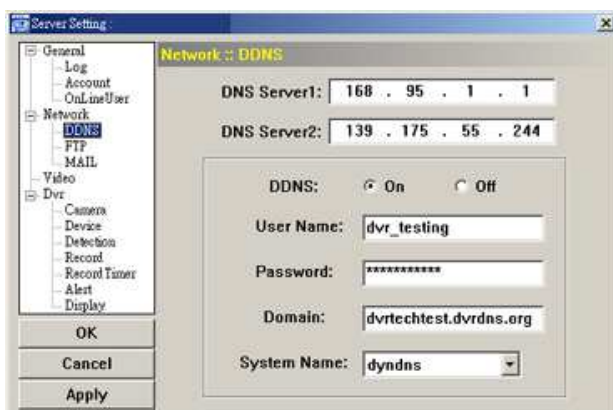 Server Setting :
General
Log
Account
OnLineUser
Network
DDNS
FTP
MAIL
Video
Dvr
Camera
Device
Detection
Record
Record Timer
Alert
Display
OK
Cancel
Apply
Network :: DDNS
DNS Server1: 168 . 95 . 1 . 1
DNS Server2: 139 . 175 . 55 . 244
DDNS: On Off
User Name: dvr_testing
Password: ***********
Domain: dvrtechtest.dvrdns.org
System Name: dyndns